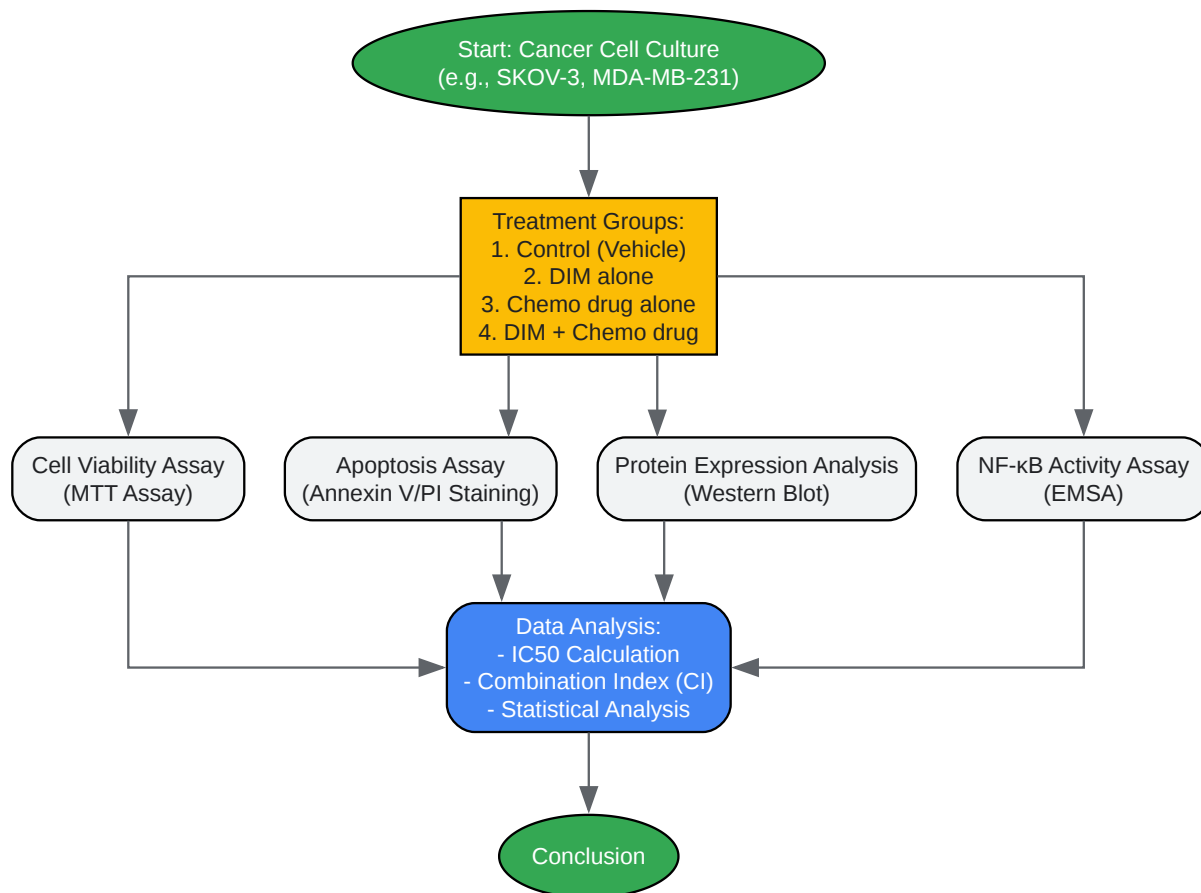 Start: Cancer Cell Culture
(e.g., SKOV-3, MDA-MB-231)
Treatment Groups:
1. Control (Vehicle)
2. DIM alone
3. Chemo drug alone
4. DIM + Chemo drug
Cell Viability Assay
(MTT Assay)
Apoptosis Assay
(Annexin V/PI Staining)
Protein Expression Analysis
(Western Blot)
NF-κB Activity Assay
(EMSA)
Data Analysis:
- IC50 Calculation
- Combination Index (CI)
- Statistical Analysis
Conclusion